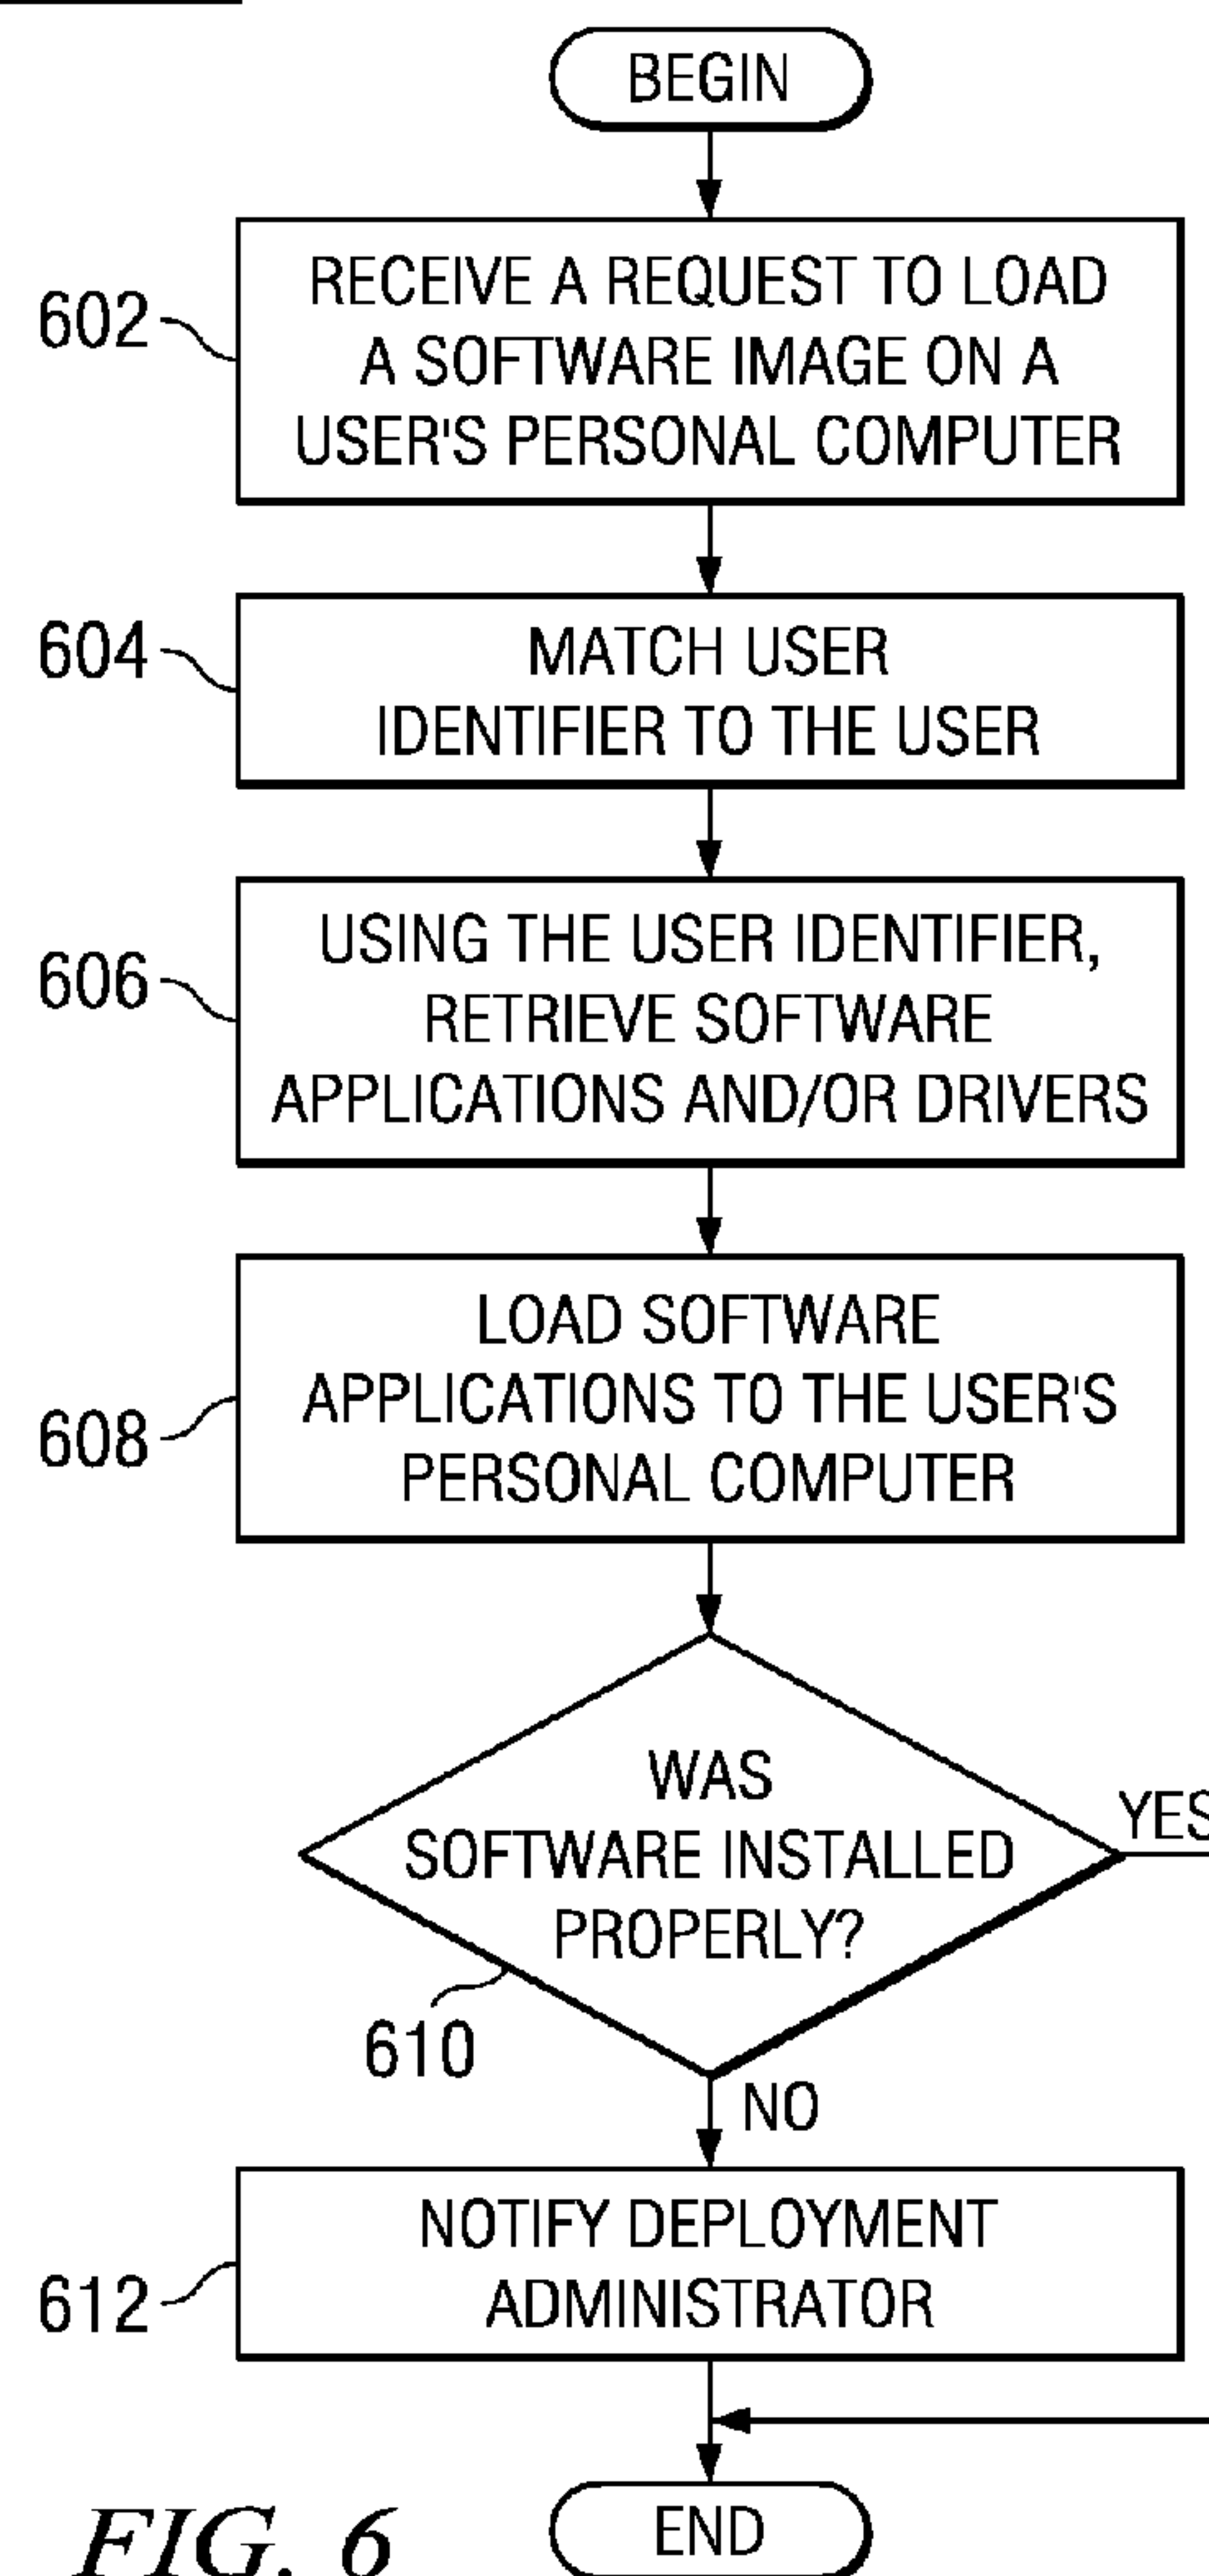 BEGIN
602
RECEIVE A REQUEST TO LOAD
A SOFTWARE IMAGE ON A
USER'S PERSONAL COMPUTER
604
MATCH USER
IDENTIFIER TO THE USER
606
USING THE USER IDENTIFIER,
RETRIEVE SOFTWARE
APPLICATIONS AND/OR DRIVERS
608
LOAD SOFTWARE
APPLICATIONS TO THE USER'S
PERSONAL COMPUTER
WAS
SOFTWARE INSTALLED
PROPERLY?
YES
610
NO
612
NOTIFY DEPLOYMENT
ADMINISTRATOR
END
FIG. 6